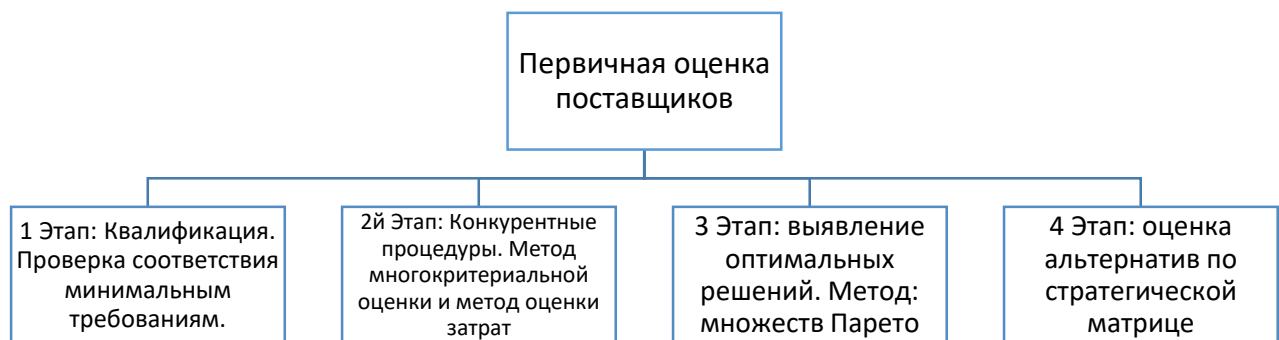 Первичная оценка
поставщиков
1 Этап: Квалификация.
Проверка соответствия
минимальным
требованиям.
2й Этап: Конкурентные
процедуры. Метод
многокритериальной
оценки и метод оценки
затрат
3 Этап: выявление
оптимальных
решений. Метод:
множеств Парето
4 Этап: оценка
альтернатив по
стратегической
матрице